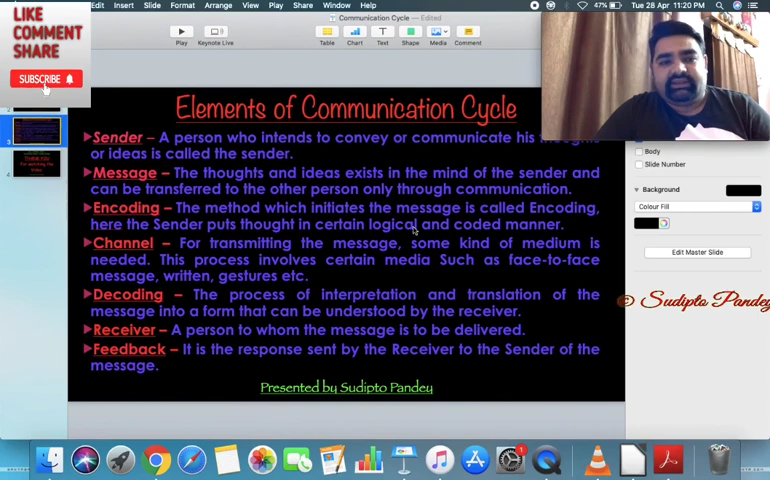 Edit Insert Slide Format Arrange View Play Share Window Help
47% Tue 28 Apr 11:20 PM
LIKE
COMMENT
SHARE
SUBSCRIBE
Communication Cycle — Edited
Play Keynote Live Table Chart Text Shape Media Comment
3
4
THANK YOU
For watching the
Video
Elements of Communication Cycle
Sender – A person who intends to convey or communicate his thoughts
or ideas is called the sender.
Message – The thoughts and ideas exists in the mind of the sender and
can be transferred to the other person only through communication.
Encoding – The method which initiates the message is called Encoding,
here the Sender puts thought in certain logical and coded manner.
Channel – For transmitting the message, some kind of medium is
needed. This process involves certain media Such as face-to-face
message, written, gestures etc.
Decoding – The process of interpretation and translation of the
message into a form that can be understood by the receiver.
Receiver – A person to whom the message is to be delivered.
Feedback – It is the response sent by the Receiver to the Sender of the
message.
Presented by Sudipto Pandey
Body
Slide Number
Background
Colour Fill
Edit Master Slide
© Sudipto Pandey
1